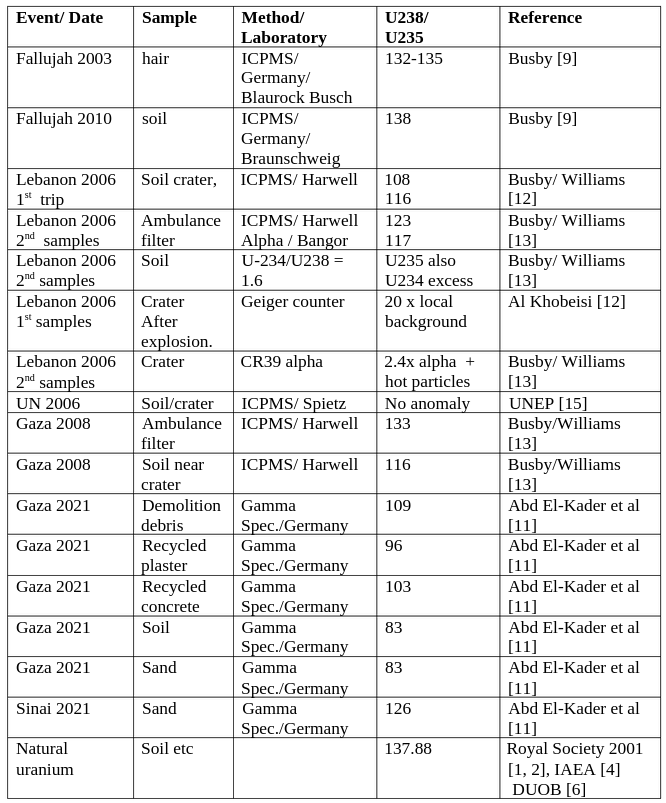 Event/ Date Sample Method/ Laboratory U238/ U235 Reference
Fallujah 2003 hair ICPMS/ Germany/ Blaurock Busch 132-135 Busby [9]
Fallujah 2010 soil ICPMS/ Germany/ Braunschweig 138 Busby [9]
Lebanon 2006 1st trip Soil crater, ICPMS/ Harwell 108 116 Busby/ Williams [12]
Lebanon 2006 2nd samples Ambulance filter ICPMS/ Harwell Alpha / Bangor 123 117 Busby/ Williams [13]
Lebanon 2006 2nd samples Soil U-234/U238 = 1.6 U235 also U234 excess Busby/ Williams [13]
Lebanon 2006 1st samples Crater After explosion. Geiger counter 20 x local background Al Khobeisi [12]
Lebanon 2006 2nd samples Crater CR39 alpha 2.4x alpha + hot particles Busby/ Williams [13]
UN 2006 Soil/crater ICPMS/ Spietz No anomaly UNEP [15]
Gaza 2008 Ambulance filter ICPMS/ Harwell 133 Busby/Williams [13]
Gaza 2008 Soil near crater ICPMS/ Harwell 116 Busby/Williams [13]
Gaza 2021 Demolition debris Gamma Spec./Germany 109 Abd El-Kader et al [11]
Gaza 2021 Recycled plaster Gamma Spec./Germany 96 Abd El-Kader et al [11]
Gaza 2021 Recycled concrete Gamma Spec./Germany 103 Abd El-Kader et al [11]
Gaza 2021 Soil Gamma Spec./Germany 83 Abd El-Kader et al [11]
Gaza 2021 Sand Gamma Spec./Germany 83 Abd El-Kader et al [11]
Sinai 2021 Sand Gamma Spec./Germany 126 Abd El-Kader et al [11]
Natural uranium Soil etc 137.88 Royal Society 2001 [1, 2], IAEA [4] DUOB [6]